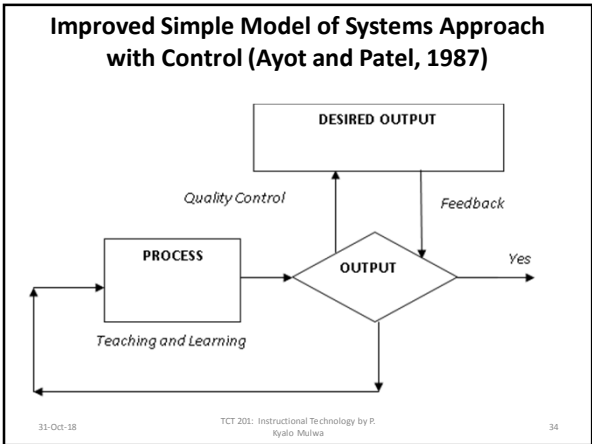 Improved Simple Model of Systems Approach
with Control (Ayot and Patel, 1987)
DESIRED OUTPUT
Quality Control
Feedback
PROCESS
OUTPUT
Yes
Teaching and Learning
31-Oct-18
TCT 201: Instructional Technology by P.
Kyalo Mulwa
34